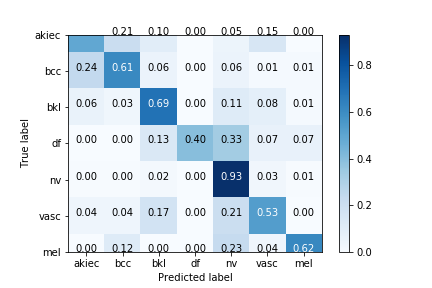 akiec 0.21 0.10 0.00 0.05 0.15 0.00
bcc 0.24 0.61 0.06 0.00 0.06 0.01 0.01
bkl 0.06 0.03 0.69 0.00 0.11 0.08 0.01
df 0.00 0.00 0.13 0.40 0.33 0.07 0.07
nv 0.00 0.00 0.02 0.00 0.93 0.03 0.01
vasc 0.04 0.04 0.17 0.00 0.21 0.53 0.00
mel 0.00 0.12 0.00 0.00 0.23 0.04 0.62
akiec bcc bkl df nv vasc mel
Predicted label
True label
0.8
0.6
0.4
0.2
0.0